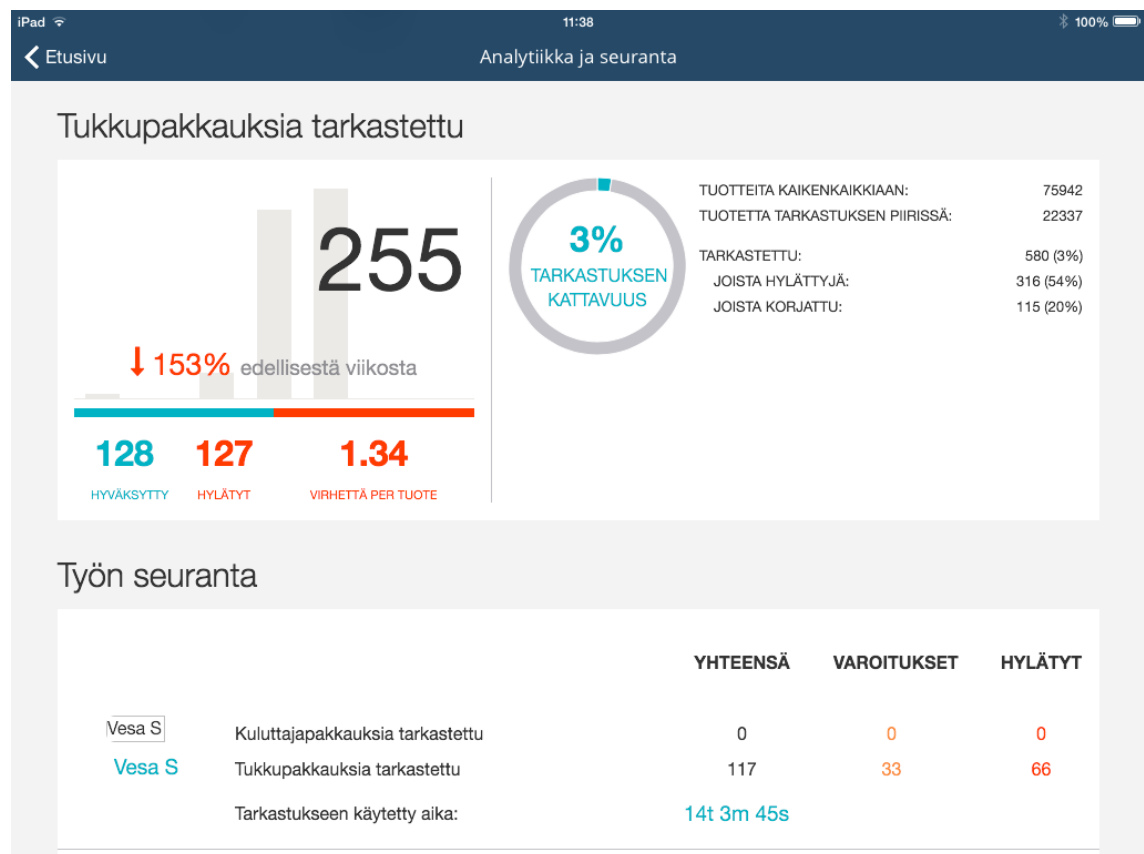 iPad 11:38 100%
Etusivu Analytiikka ja seuranta
Tukkupakkauksia tarkastettu
255
153% edellisestä viikosta
128 127 1.34
HYVÄKSYTTY HYLÄTYT VIRHETTÄ PER TUOTE
3%
TARKASTUKSEN
KATTAVUUS
TUOTTEITA KAIKENKAIKKIAAN: 75942
TUOTETTA TARKASTUKSEN PIIRISSÄ: 22337
TARKASTETTU: 580 (3%)
JOISTA HYLÄTTYJÄ: 316 (54%)
JOISTA KORJATTU: 115 (20%)
Työn seuranta
YHTEENSÄ VAROITUKSET HYLÄTYT
Vesa S Kuluttajapakkauksia tarkastettu 0 0 0
Vesa S Tukkupakkauksia tarkastettu 117 33 66
Tarkastukseen käytetty aika: 14t 3m 45s